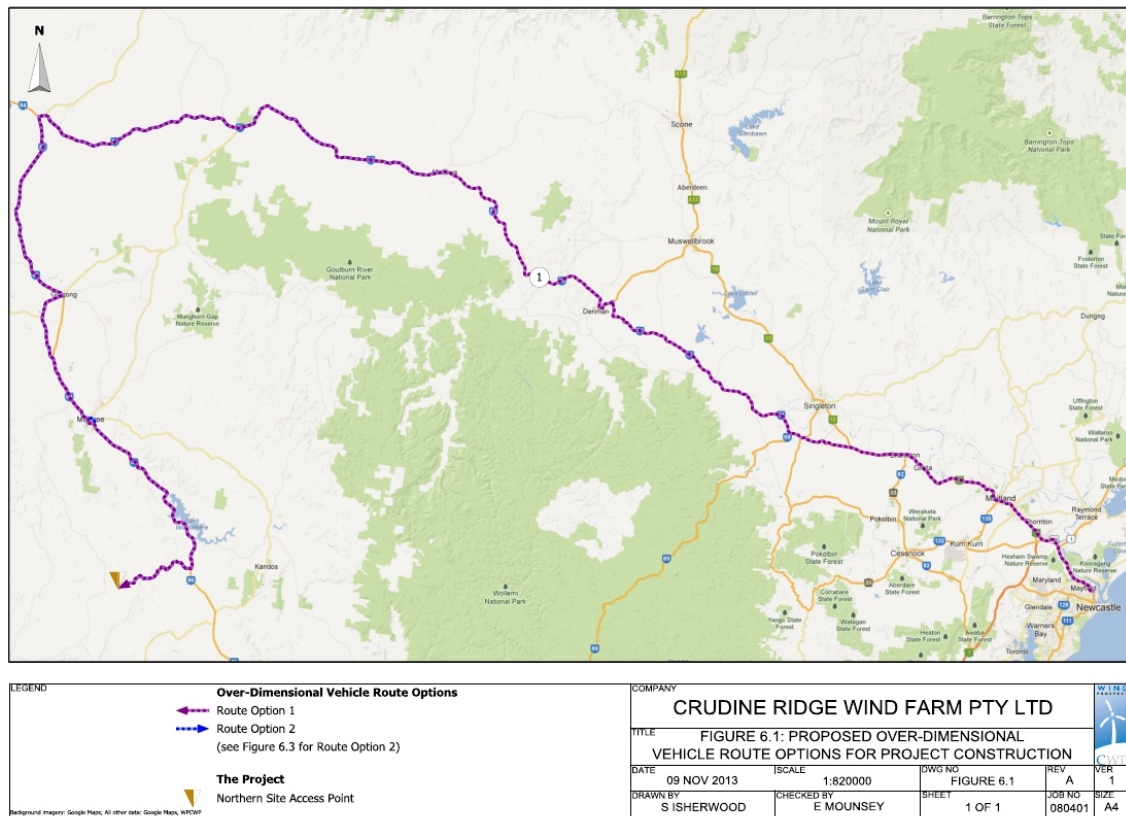 N
Barrington Tops
State Forest
Scone
Lake
Glenbawn
Barrington Tops
National Park
Aberdeen
Mount Royal
National Park
Muswellbrook
Goulburn River
National Park
1
Munghorn Gap
Nature Reserve
Denman
Dungog
Singleton
Uffington
State Forest
Wallaroo
National Park
Greta
Maitland
Pokolbin
Werakata
National Park
Thornton
Raymond
Terrace
Kurri Kurri
Cessnock
Hexham Swamp
Nature Reserve
Kooragang
Nature Reserve
Pokolbin
State Forest
Maryland
Mayfield
Kandos
Aberdare
State Forest
Newcastle
Wollemi
National Park
Corrabare
State Forest
Glendale
Yango State
Forest
Watagan
State Forest
Heaton
State Forest
Awaba
State Forest
Warners
Bay
Toronto
LEGEND
Over-Dimensional Vehicle Route Options
Route Option 1
Route Option 2
(see Figure 6.3 for Route Option 2)
The Project
Northern Site Access Point
Background Imagery: Google Maps; All other data: Google Maps, WPCWP
COMPANY
CRUDINE RIDGE WIND FARM PTY LTD
TITLE
FIGURE 6.1: PROPOSED OVER-DIMENSIONAL
VEHICLE ROUTE OPTIONS FOR PROJECT CONSTRUCTION
DATE
09 NOV 2013
SCALE
1:820000
DWG NO
FIGURE 6.1
REV
A
VER
1
DRAWN BY
S ISHERWOOD
CHECKED BY
E MOUNSEY
SHEET
1 OF 1
JOB NO
080401
SIZE
A4
WIND
CWP